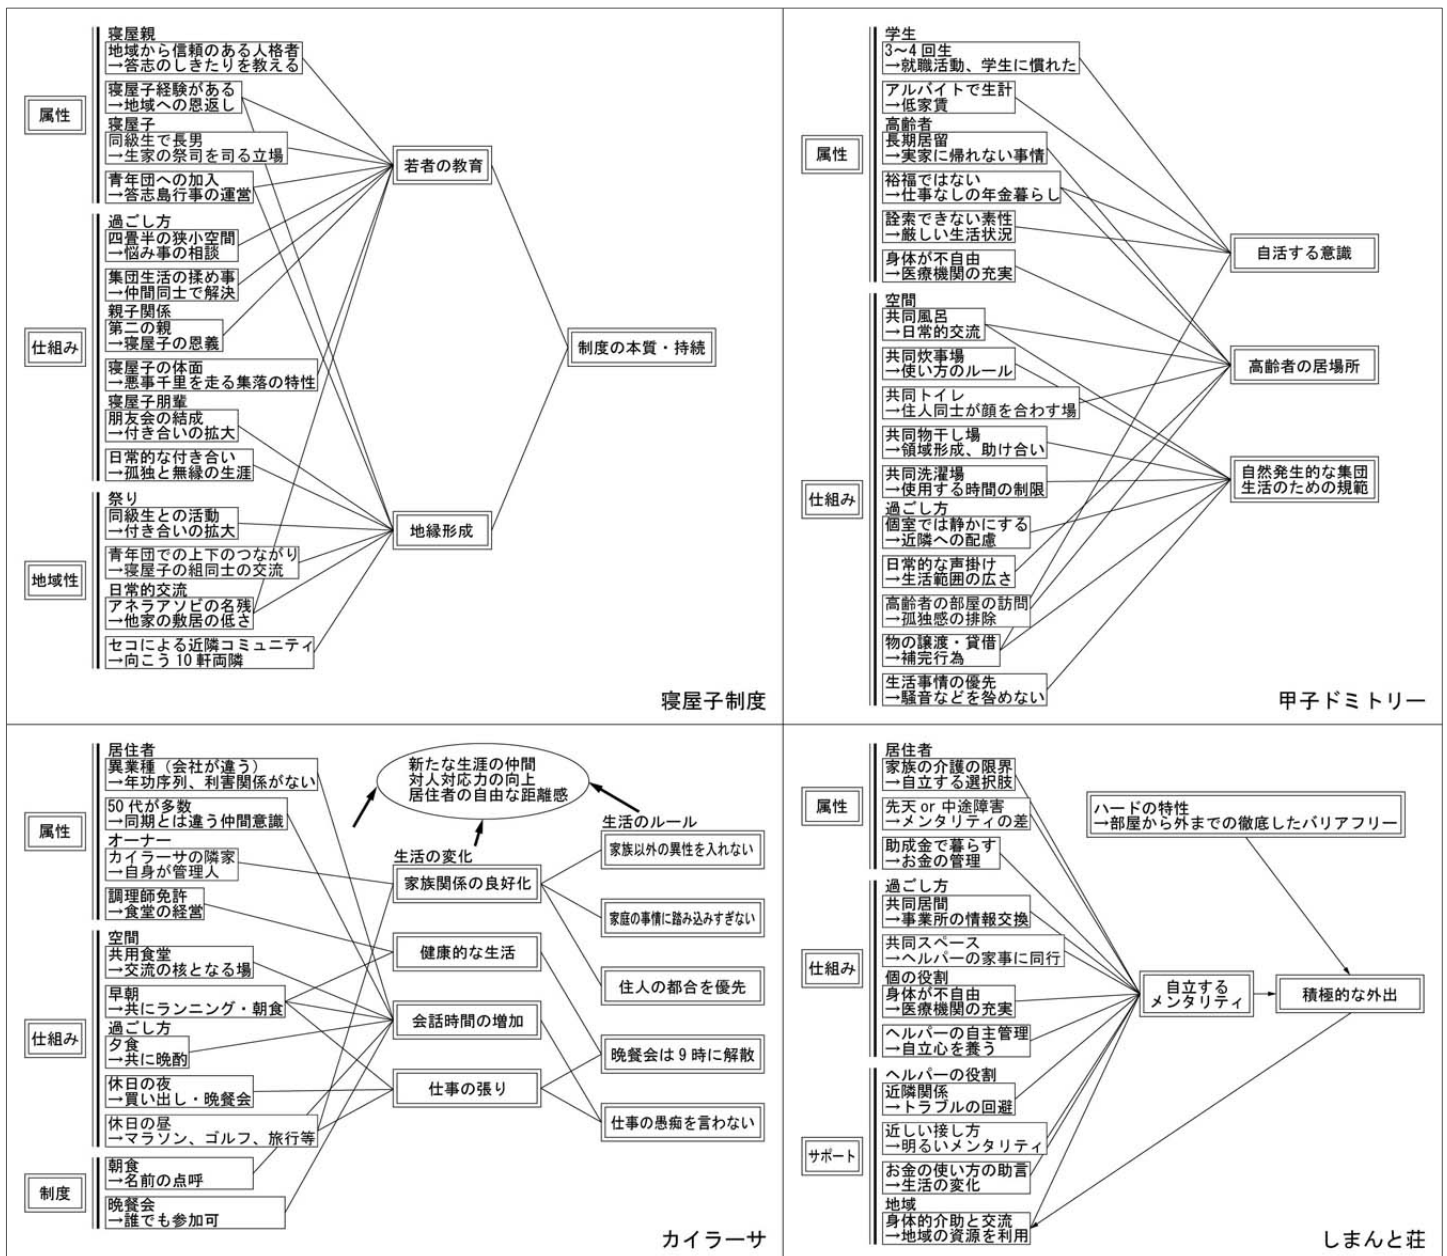 寝屋親
地域から信頼のある人格者
→答志のしきたりを教える
寝屋子経験がある
→地域への恩返し
属性
寝屋子
同級生で長男
→生家の祭司を司る立場
青年団への加入
→答志島行事の運営
若者の教育
過ごし方
四畳半の狭小空間
→悩み事の相談
集団生活の揉め事
→仲間同士で解決
親子関係
第二の親
→寝屋子の恩義
仕組み
寝屋子の体面
→悪事千里を走る集落の特性
寝屋子朋輩
朋友会の結成
→付き合いの拡大
日常的な付き合い
→孤独と無縁の生涯
制度の本質・持続
祭り
同級生との活動
→付き合いの拡大
青年団での上下のつながり
→寝屋子の組同士の交流
地域性
日常的交流
アネラアソビの名残
→他家の敷居の低さ
セコによる近隣コミュニティ
→向こう10軒両隣
地縁形成
寝屋子制度
学生
3〜4回生
→就職活動、学生に慣れた
アルバイトで生計
→低家賃
高齢者
長期居留
→実家に帰れない事情
属性
裕福ではない
→仕事なしの年金暮らし
詮索できない素性
→厳しい生活状況
身体が不自由
→医療機関の充実
自活する意識
空間
共同風呂
→日常的交流
共同炊事場
→使い方のルール
共同トイレ
→住人同士が顔を合わす場
高齢者の居場所
共同物干し場
→領域形成、助け合い
共同洗濯場
→使用する時間の制限
仕組み
過ごし方
個室では静かにする
→近隣への配慮
自然発生的な集団
生活のための規範
日常的な声掛け
→生活範囲の広さ
高齢者の部屋の訪問
→孤独感の排除
物の譲渡・貸借
→補完行為
生活事情の優先
→騒音などを咎めない
甲子ドミトリー
居住者
異業種（会社が違う）
→年功序列、利害関係がない
50代が多数
→同期とは違う仲間意識
属性
オーナー
カイラーサの隣家
→自身が管理人
調理師免許
→食堂の経営
空間
共用食堂
→交流の核となる場
早朝
→共にランニング・朝食
仕組み
過ごし方
夕食
→共に晩酌
休日の夜
→買い出し・晩餐会
休日の昼
→マラソン、ゴルフ、旅行等
制度
朝食
→名前の点呼
晩餐会
→誰でも参加可
新たな生涯の仲間
対人対応力の向上
居住者の自由な距離感
生活の変化
家族関係の良好化
健康的な生活
会話時間の増加
仕事の張り
生活のルール
家族以外の異性を入れない
家庭の事情に踏み込みすぎない
住人の都合を優先
晩餐会は9時に解散
仕事の愚痴を言わない
カイラーサ
居住者
家族の介護の限界
→自立する選択肢
属性
先天or中途障害
→メンタリティの差
助成金で暮らす
→お金の管理
ハードの特性
→部屋から外までの徹底したバリアフリー
過ごし方
共同居間
→事業所の情報交換
共同スペース
→ヘルパーの家事に同行
仕組み
個の役割
身体が不自由
→医療機関の充実
ヘルパーの自主管理
→自立心を養う
自立する
メンタリティ
積極的な外出
ヘルパーの役割
近隣関係
→トラブルの回避
近しい接し方
→明るいメンタリティ
サポート
お金の使い方の助言
→生活の変化
地域
身体的介助と交流
→地域の資源を利用
しまんと荘